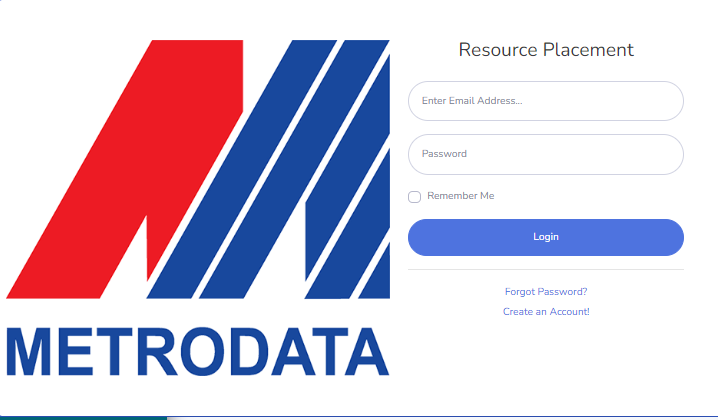 METRODATA
Resource Placement
Enter Email Address...
Password
Remember Me
Login
Forgot Password?
Create an Account!